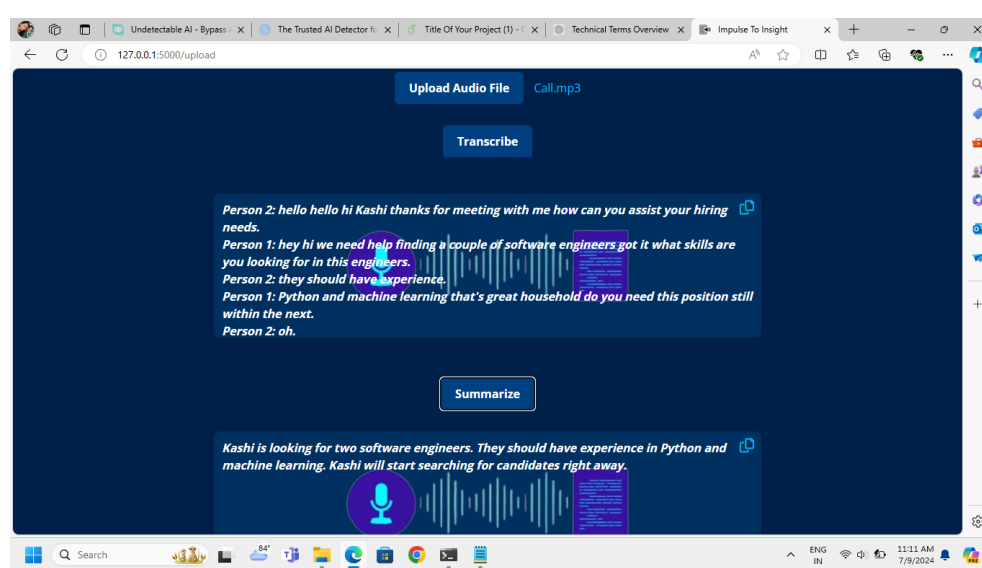 Undetectable AI - Bypass
The Trusted AI Detector fo
Title Of Your Project (1) -
Technical Terms Overview
Impulse To Insight
127.0.0.1:5000/upload
Upload Audio File
Call.mp3
Transcribe
Person 2: hello hello hi Kashi thanks for meeting with me how can you assist your hiring
needs.
Person 1: hey hi we need help finding a couple of software engineers got it what skills are
you looking for in this engineers.
Person 2: they should have experience.
Person 1: Python and machine learning that's great household do you need this position still
within the next.
Person 2: oh.
Summarize
Kashi is looking for two software engineers. They should have experience in Python and
machine learning. Kashi will start searching for candidates right away.
84°
Search
ENG
IN
11:11 AM
7/9/2024